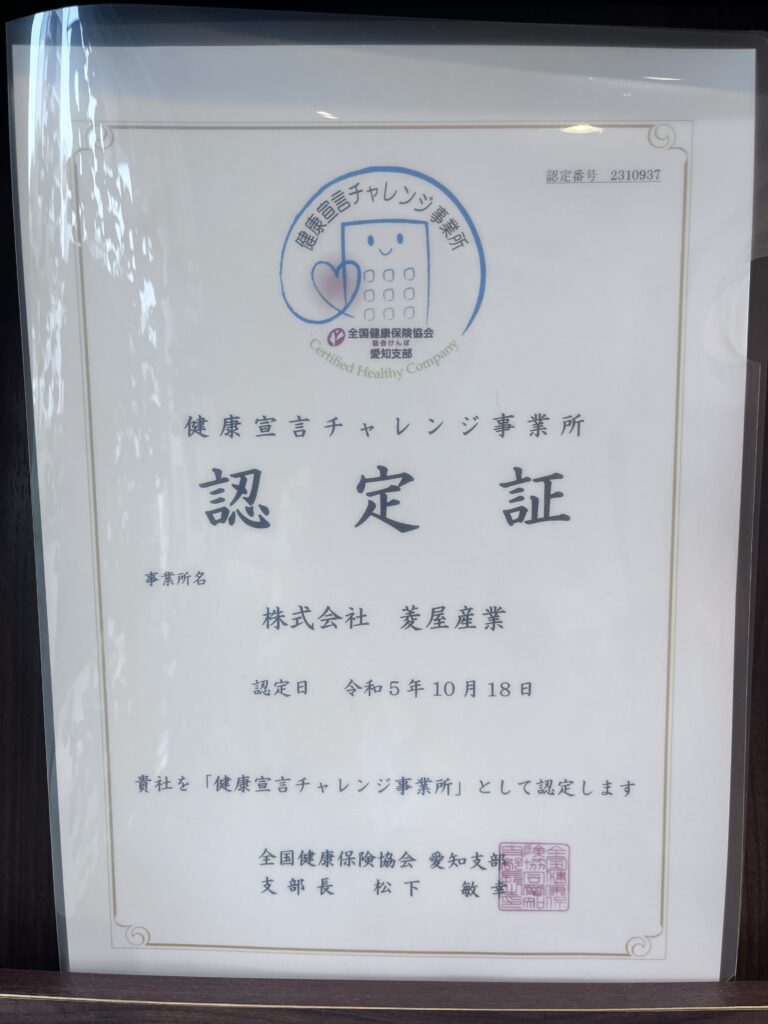 認定番号 2310937
健康宣言チャレンジ事業所
全国健康保険協会
協会けんぽ
愛知支部
Certified Healthy Company
健康宣言チャレンジ事業所
認定証
事業所名
株式会社 菱屋産業
認定日 令和5年10月18日
貴社を「健康宣言チャレンジ事業所」として認定します
全国健康保険協会 愛知支部
支部長 松下 敏幸